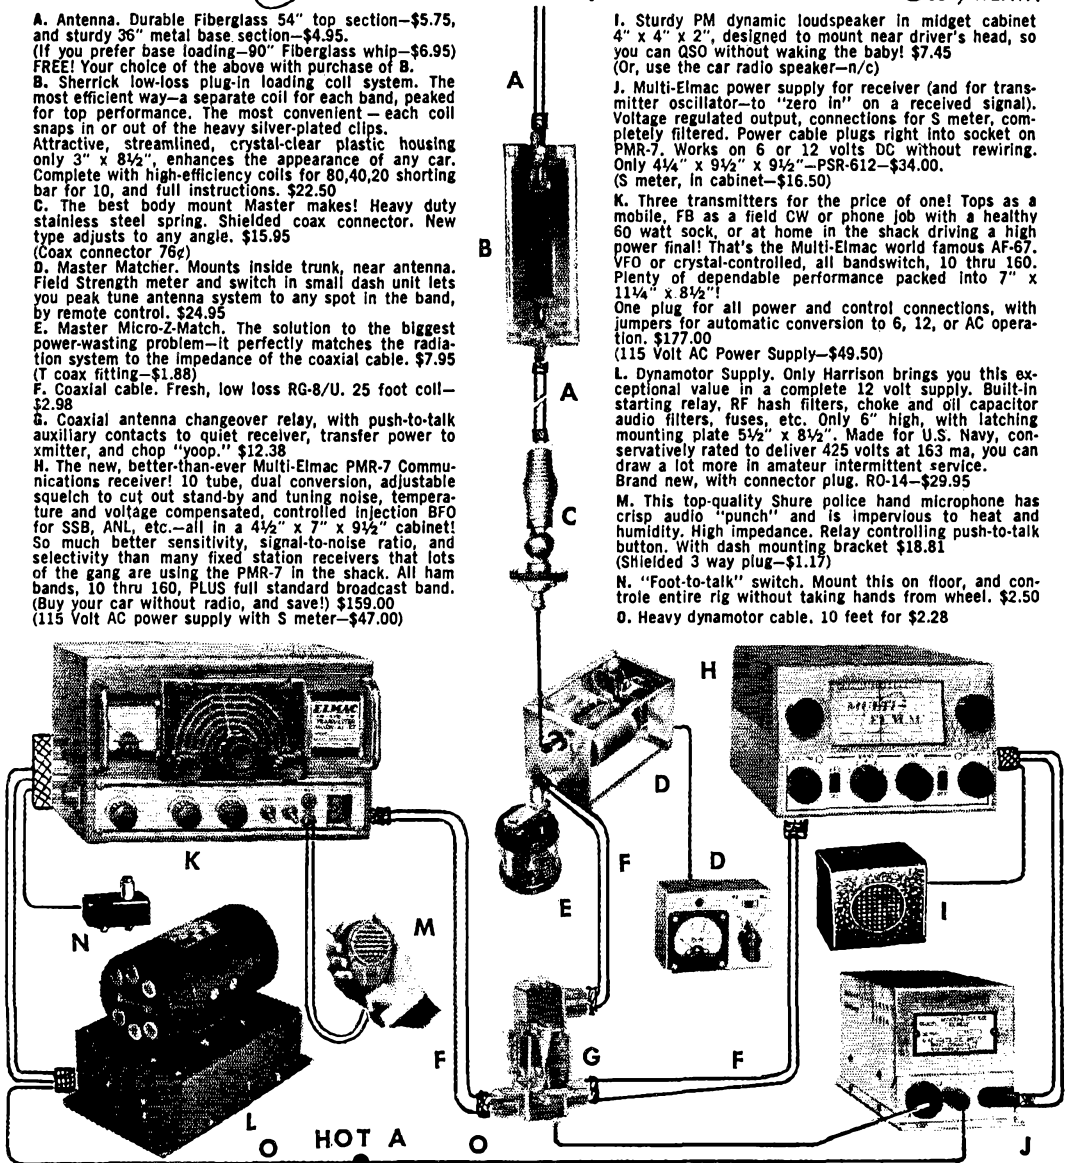 A. Antenna. Durable Fiberglass 54" top section—$5.75,
and sturdy 36" metal base section—$4.95.
(If you prefer base loading—90" Fiberglass whip—$6.95)
FREE! Your choice of the above with purchase of B.
B. Sherrick low-loss plug-in loading coil system. The
most efficient way—a separate coil for each band, peaked
for top performance. The most convenient — each coil
snaps in or out of the heavy silver-plated clips.
Attractive, streamlined, crystal-clear plastic housing
only 3" x 8½", enhances the appearance of any car.
Complete with high-efficiency coils for 80,40,20 shorting
bar for 10, and full instructions. $22.50
C. The best body mount Master makes! Heavy duty
stainless steel spring. Shielded coax connector. New
type adjusts to any angle. $15.95
(Coax connector 76¢)
D. Master Matcher. Mounts inside trunk, near antenna.
Field Strength meter and switch in small dash unit lets
you peak tune antenna system to any spot in the band,
by remote control. $24.95
E. Master Micro-Z-Match. The solution to the biggest
power-wasting problem—it perfectly matches the radia-
tion system to the impedance of the coaxial cable. $7.95
(T coax fitting—$1.88)
F. Coaxial cable. Fresh, low loss RG-8/U. 25 foot coil—
$2.98
G. Coaxial antenna changeover relay, with push-to-talk
auxiliary contacts to quiet receiver, transfer power to
xmitter, and chop "yoop." $12.38
H. The new, better-than-ever Multi-Elmac PMR-7 Commu-
nications receiver! 10 tube, dual conversion, adjustable
squelch to cut out stand-by and tuning noise, tempera-
ture and voltage compensated, controlled injection BFO
for SSB, ANL, etc.—all in a 4½" x 7" x 9½" cabinet!
So much better sensitivity, signal-to-noise ratio, and
selectivity than many fixed station receivers that lots
of the gang are using the PMR-7 in the shack. All ham
bands, 10 thru 160, PLUS full standard broadcast band.
(Buy your car without radio, and save!) $159.00
(115 Volt AC power supply with S meter—$47.00)
I. Sturdy PM dynamic loudspeaker in midget cabinet
4" x 4" x 2", designed to mount near driver's head, so
you can QSO without waking the baby! $7.45
(Or, use the car radio speaker—n/c)
J. Multi-Elmac power supply for receiver (and for trans-
mitter oscillator—to "zero in" on a received signal).
Voltage regulated output, connections for S meter, com-
pletely filtered. Power cable plugs right into socket on
PMR-7. Works on 6 or 12 volts DC without rewiring.
Only 4¼" x 9½" x 9½"—PSR-612—$34.00.
(S meter, in cabinet—$16.50)
K. Three transmitters for the price of one! Tops as a
mobile, FB as a field CW or phone job with a healthy
60 watt sock, or at home in the shack driving a high
power final! That's the Multi-Elmac world famous AF-67.
VFO or crystal-controlled, all bandswitch, 10 thru 160.
Plenty of dependable performance packed into 7" x
11¼" x 8½"!
One plug for all power and control connections, with
jumpers for automatic conversion to 6, 12, or AC opera-
tion. $177.00
(115 Volt AC Power Supply—$49.50)
L. Dynamotor Supply. Only Harrison brings you this ex-
ceptional value in a complete 12 volt supply. Built-in
starting relay, RF hash filters, choke and oil capacitor
audio filters, fuses, etc. Only 6" high, with latching
mounting plate 5½" x 8½". Made for U.S. Navy, con-
servatively rated to deliver 425 volts at 163 ma, you can
draw a lot more in amateur intermittent service.
Brand new, with connector plug. RO-14—$29.95
M. This top-quality Shure police hand microphone has
crisp audio "punch" and is impervious to heat and
humidity. High impedance. Relay controlling push-to-talk
button. With dash mounting bracket $18.81
(Shielded 3 way plug—$1.17)
N. "Foot-to-talk" switch. Mount this on floor, and con-
trole entire rig without taking hands from wheel. $2.50
O. Heavy dynamotor cable. 10 feet for $2.28
A
B
A
C
H
ELMAC
MULTI-
ELMAC
D
K
D
F
E
I
N
M
F
G
F
L
O
HOT A
O
J